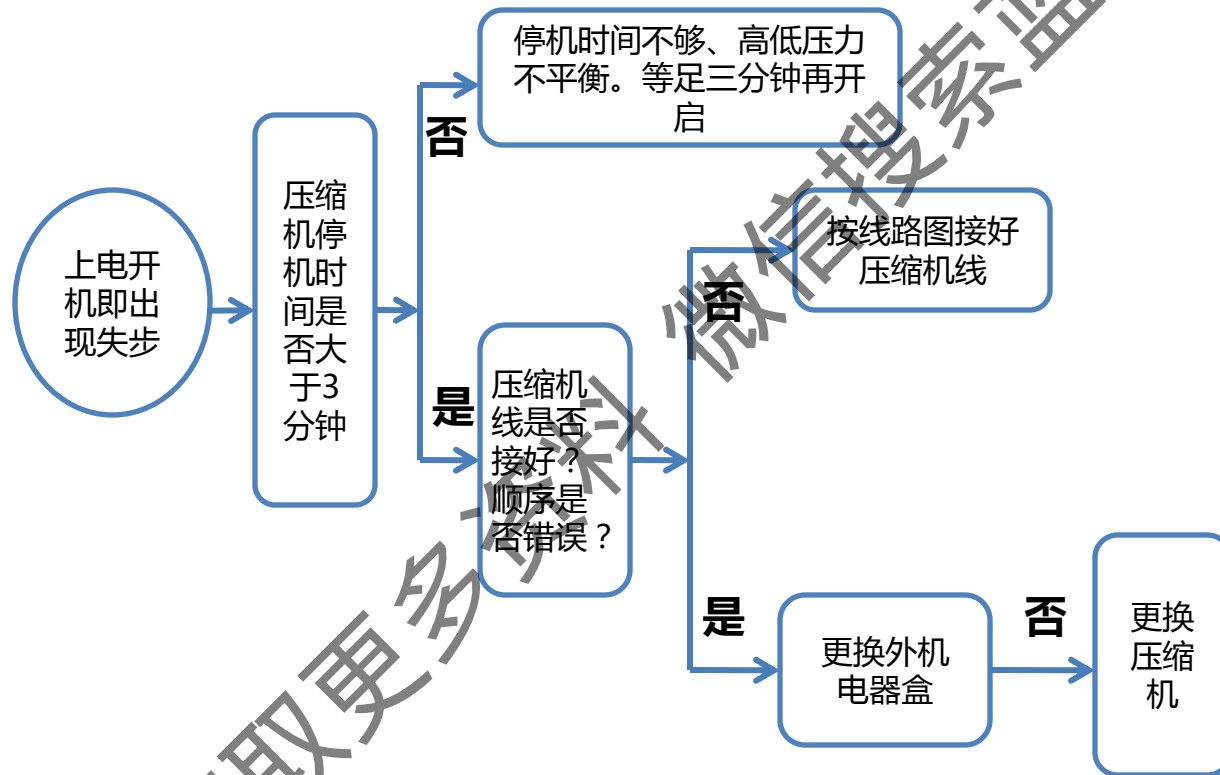 停机时间不够、高低压力
不平衡。等足三分钟再开
启
否
压缩
机停
机时
间是
否大
于3
分钟
上电开
机即出
现失步
按线路图接好
压缩机线
否
是
压缩机
线是否
接好？
顺序是
否错误？
是
更换外机
电器盒
否
更换
压缩
机
取更多资料 微信搜索蓝